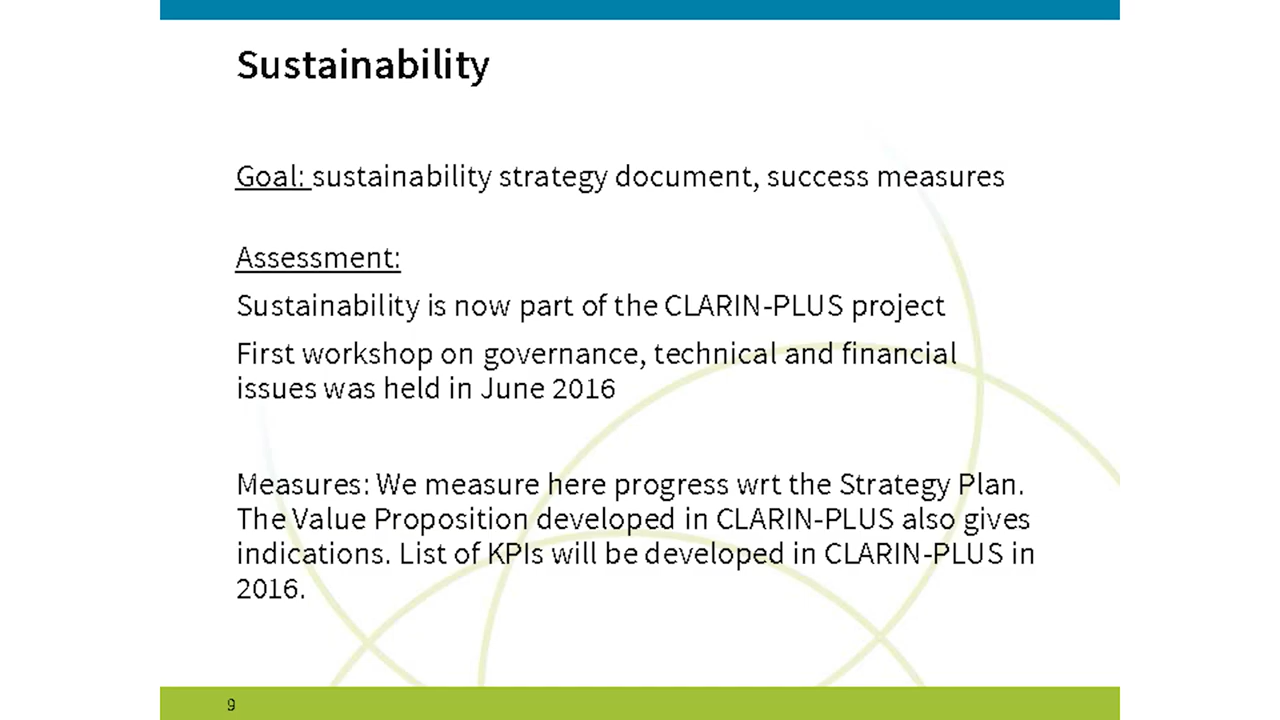 Sustainability
Goal: sustainability strategy document, success measures
Assessment:
Sustainability is now part of the CLARIN-PLUS project
First workshop on governance, technical and financial
issues was held in June 2016
Measures: We measure here progress wrt the Strategy Plan.
The Value Proposition developed in CLARIN-PLUS also gives
indications. List of KPIs will be developed in CLARIN-PLUS in
2016.
9